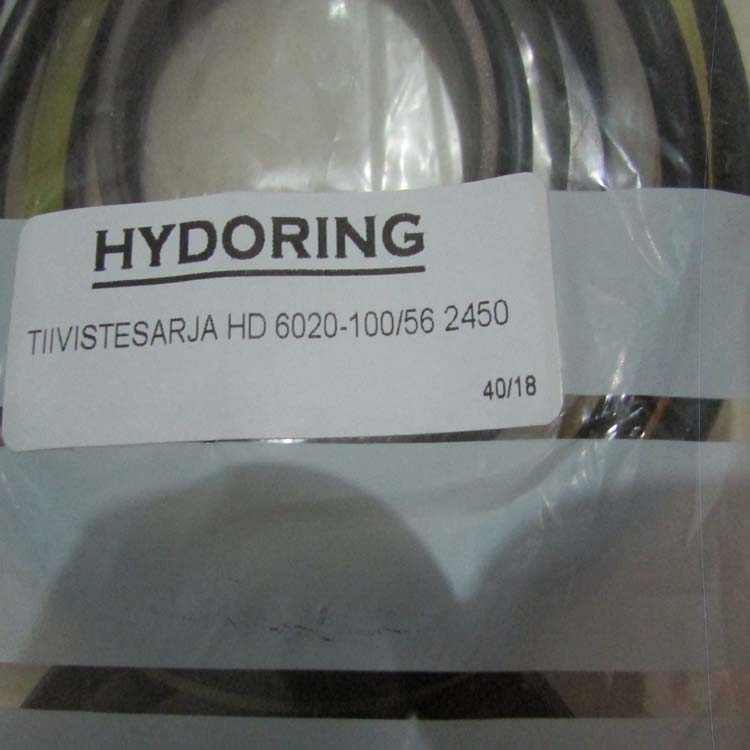 HYDORING
TIIVISTESARJA HD 6020-100/56 2450
40/18